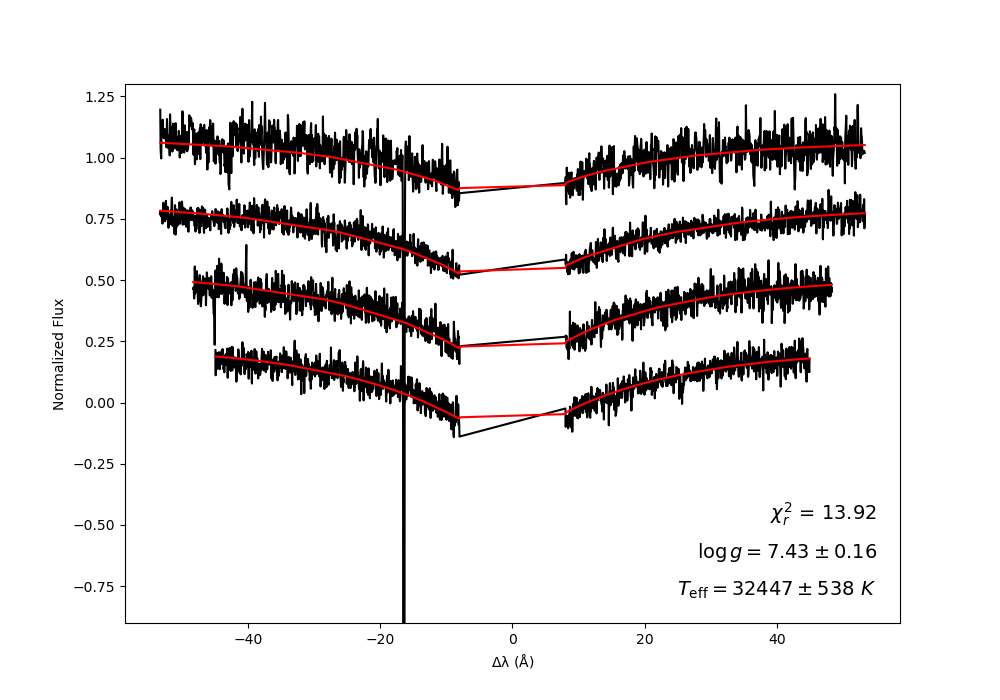 1.25
1.00
0.75
0.50
0.25
0.00
−0.25
−0.50
−0.75
Normalized Flux
χ²ᵣ = 13.92
log g = 7.43 ± 0.16
T_eff = 32447 ± 538 K
−40 −20 0 20 40
Δλ (Å)